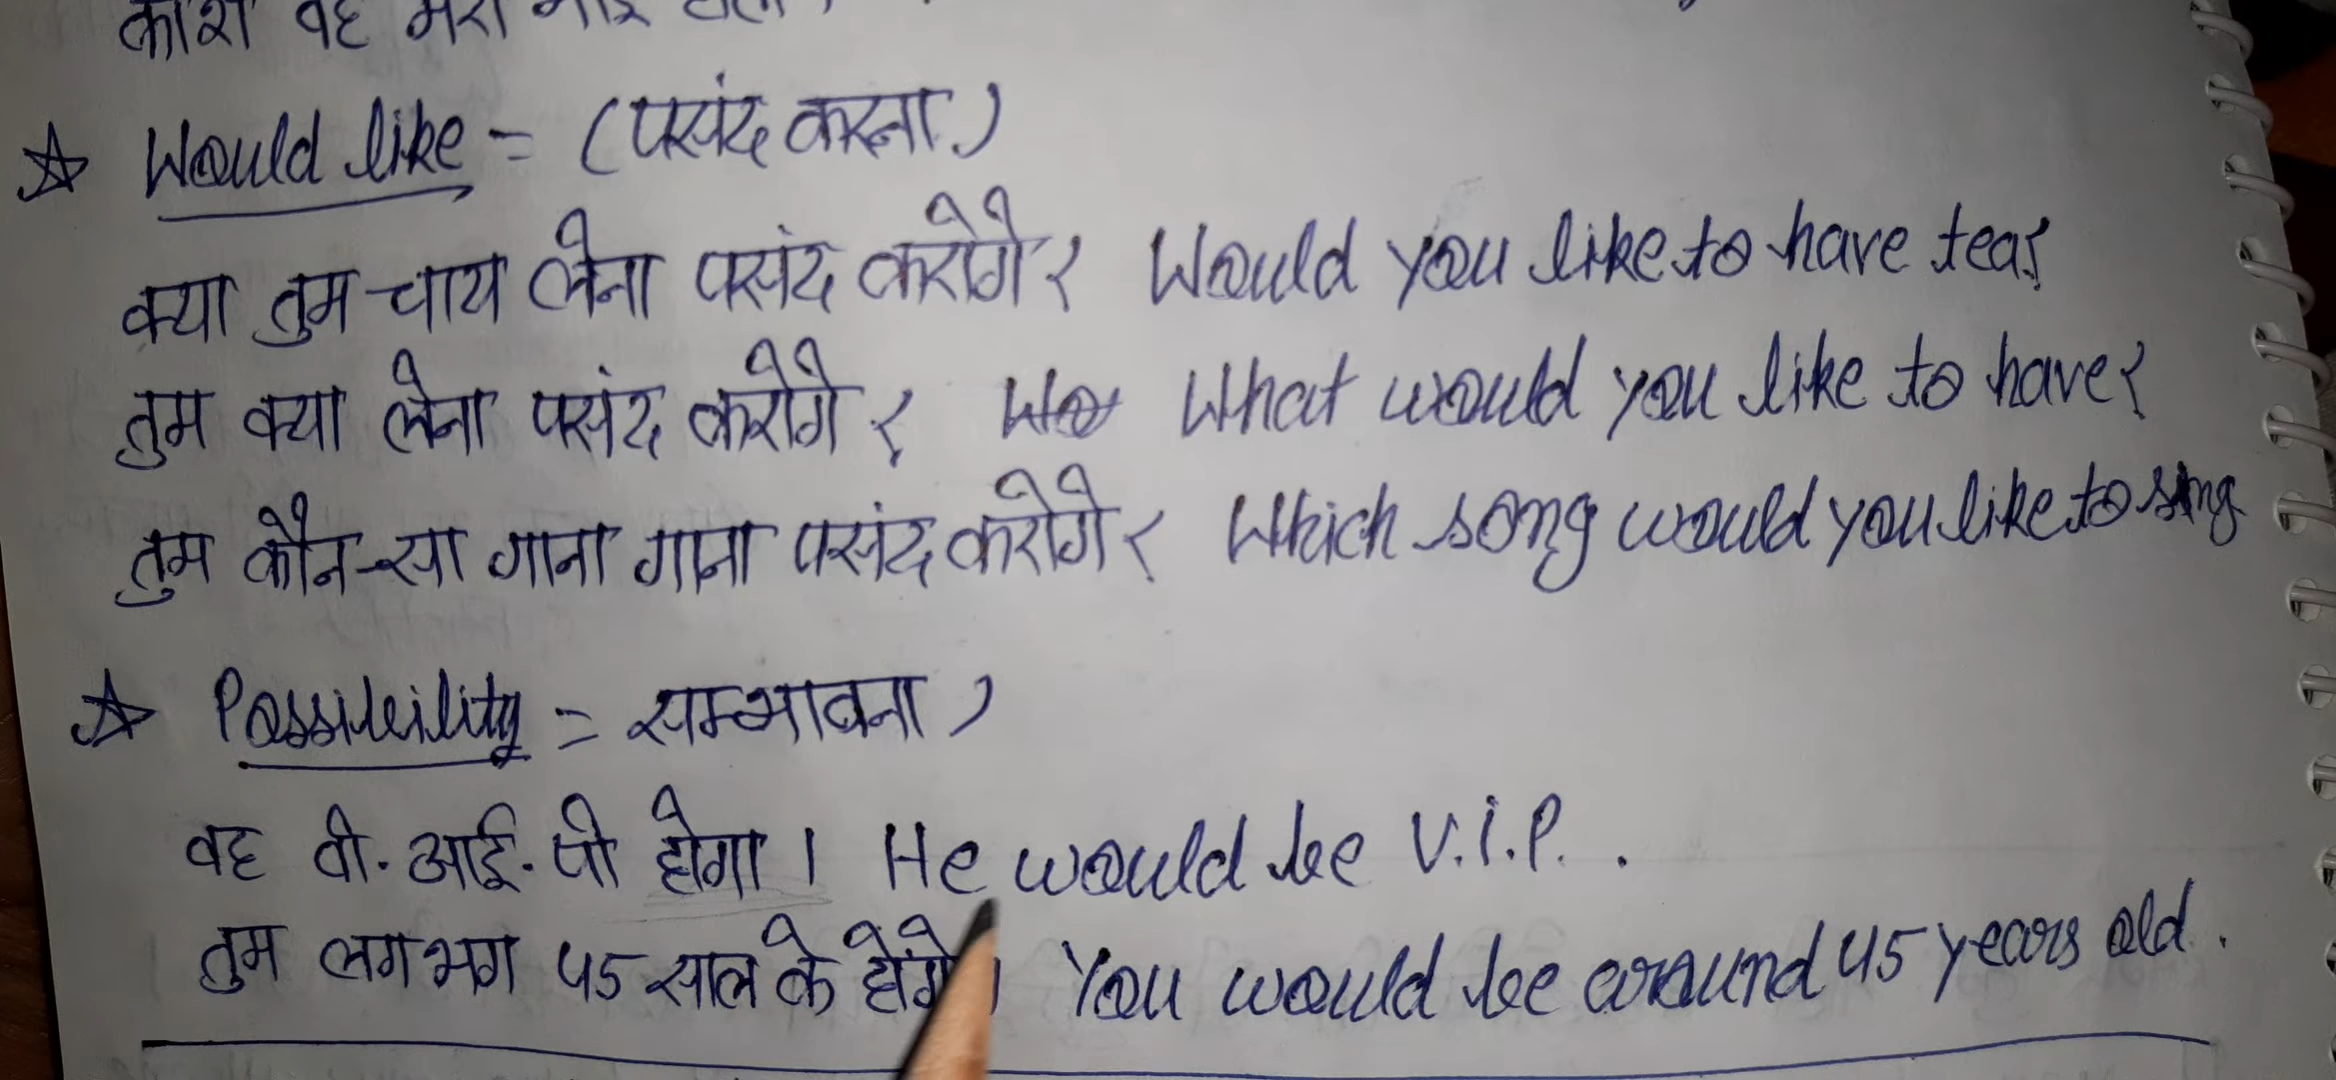 काश वह मेरा भाई होता।
☆ Would like = (पसंद करना)
क्या तुम चाय लेना पसंद करोगे? Would you like to have tea?
तुम क्या लेना पसंद करोगे? What would you like to have?
तुम कौन-सा गाना गाना पसंद करोगे? Which song would you like to sing
☆ Possibility = सम्भावना)
वह वी.आई.पी होगा। He would be V.I.P. .
तुम लगभग 45 साल के होंगे। You would be around 45 years old.